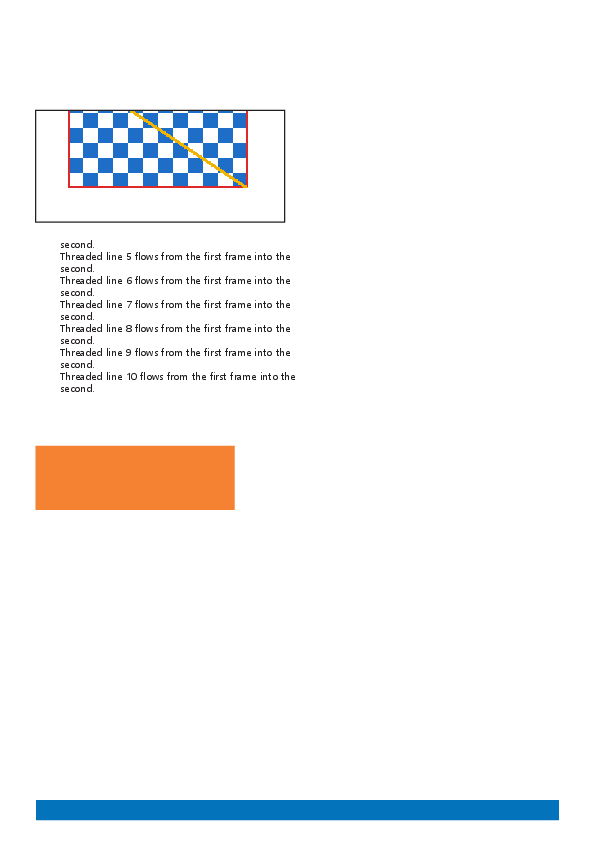 second.
Threaded line 5 flows from the first frame into the
second.
Threaded line 6 flows from the first frame into the
second.
Threaded line 7 flows from the first frame into the
second.
Threaded line 8 flows from the first frame into the
second.
Threaded line 9 flows from the first frame into the
second.
Threaded line 10 flows from the first frame into the
second.